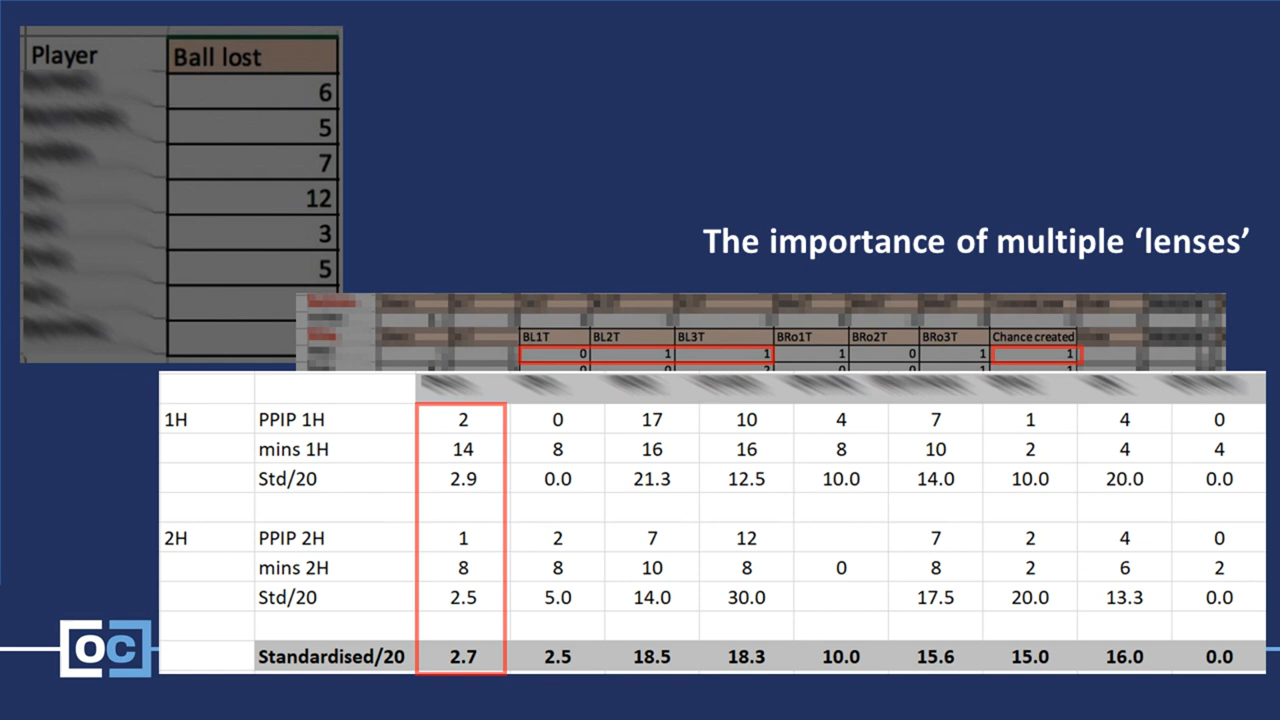 Player Ball lost
6
5
7
12
3
5
The importance of multiple ‘lenses’
BL1T BL2T BL3T BRo1T BRo2T BRo3T Chance created
0 1 1 1 0 1 1
1H PPIP 1H 2 0 17 10 4 7 1 4 0
mins 1H 14 8 16 16 8 10 2 4 4
Std/20 2.9 0.0 21.3 12.5 10.0 14.0 10.0 20.0 0.0
2H PPIP 2H 1 2 7 12 7 2 4 0
mins 2H 8 8 10 8 0 8 2 6 2
Std/20 2.5 5.0 14.0 30.0 17.5 20.0 13.3 0.0
Standardised/20 2.7 2.5 18.5 18.3 10.0 15.6 15.0 16.0 0.0
OC